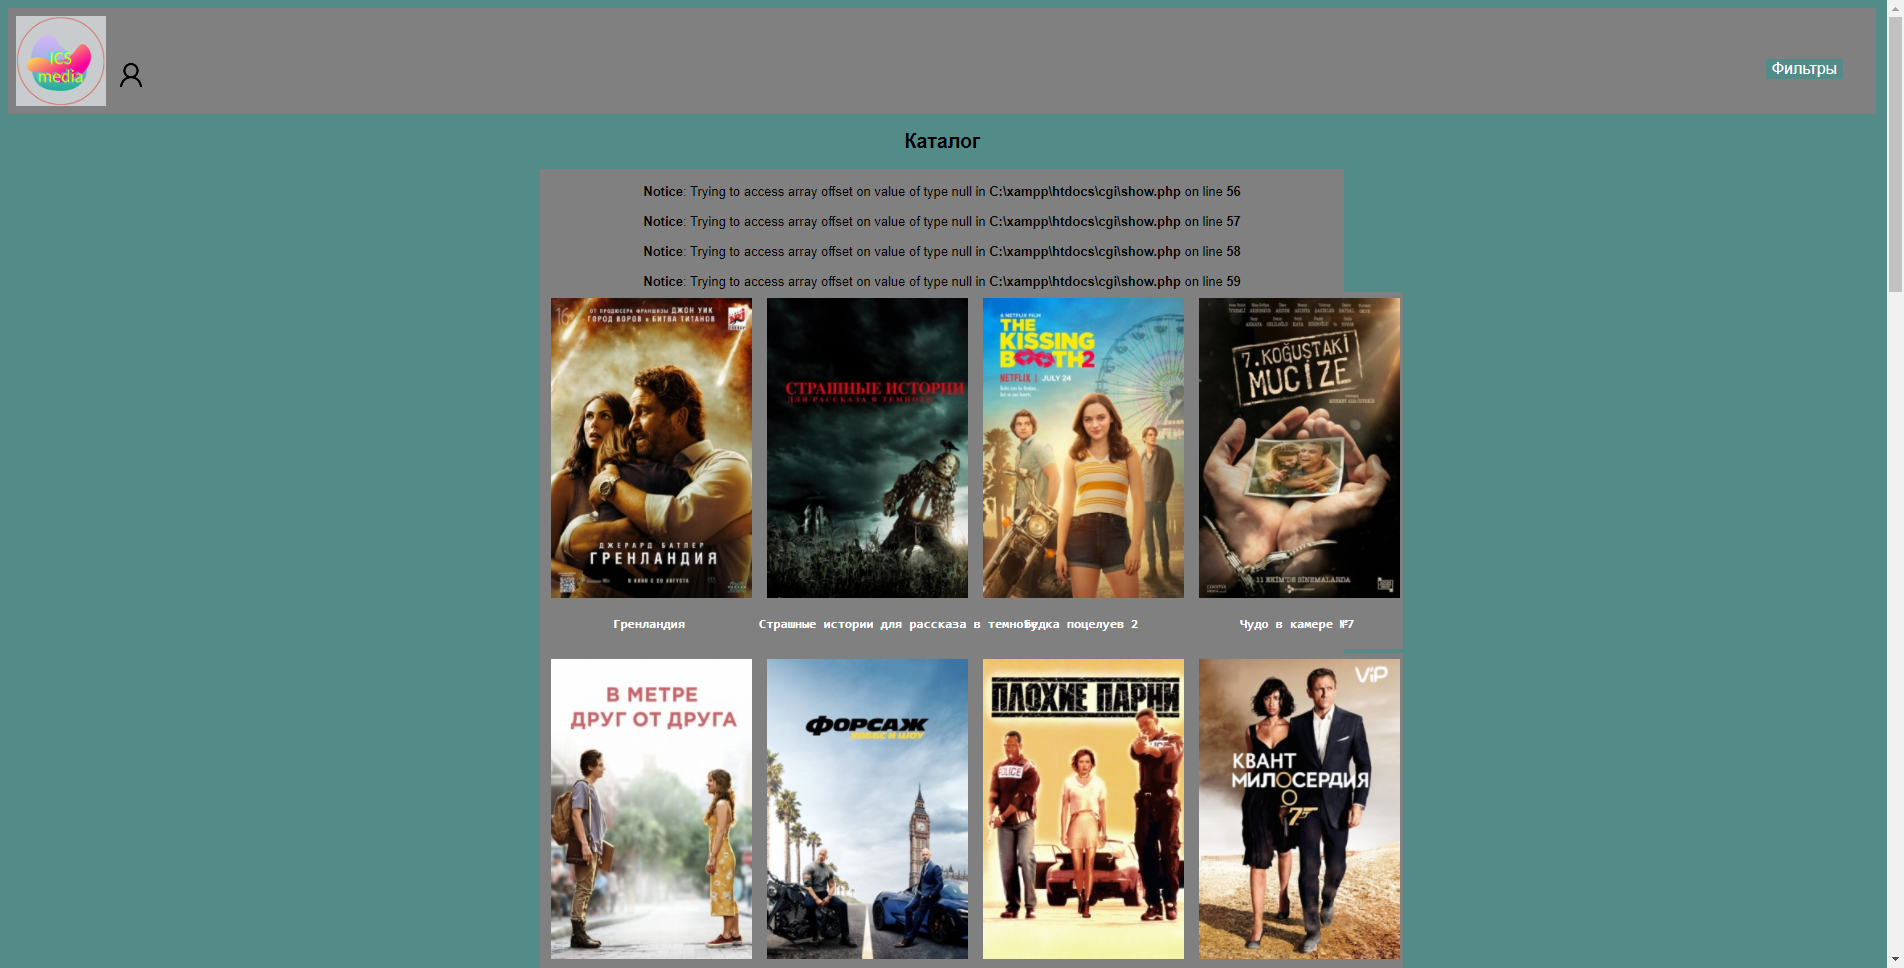 ICS
media
Фильтры
Каталог
Notice: Trying to access array offset on value of type null in C:\xampp\htdocs\cgi\show.php on line 56
Notice: Trying to access array offset on value of type null in C:\xampp\htdocs\cgi\show.php on line 57
Notice: Trying to access array offset on value of type null in C:\xampp\htdocs\cgi\show.php on line 58
Notice: Trying to access array offset on value of type null in C:\xampp\htdocs\cgi\show.php on line 59
16+
ОТ ПРОДЮСЕРА ФРАНШИЗЫ ДЖОН УИК
ГОРОД ВОРОВ И БИТВА ТИТАНОВ
ДЖЕРАРД БАТЛЕР
ГРЕНЛАНДИЯ
В КИНО С 20 АВГУСТА
СТРАШНЫЕ ИСТОРИИ
ДЛЯ РАССКАЗА В ТЕМНОТЕ
A NETFLIX FILM
THE
KISSING
BOOTH2
NETFLIX | JULY 24
7. KOĞUŞTAKİ
MUCİZE
11 EKİM'DE SİNEMALARDA
Гренландия
Страшные истории для рассказа в темноте
Будка поцелуев 2
Чудо в камере №7
В МЕТРЕ
ДРУГ ОТ ДРУГА
ФОРСАЖ
ХОББС И ШОУ
ПЛОХИЕ ПАРНИ
POLICE
POLICE
ViP
КВАНТ
МИЛОСЕРДИЯ
007